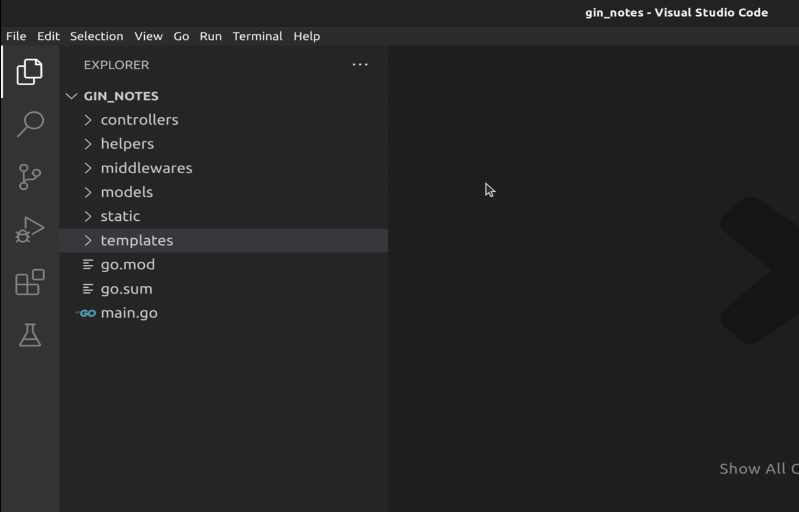 gin_notes - Visual Studio Code
File Edit Selection View Go Run Terminal Help
EXPLORER ...
GIN_NOTES
controllers
helpers
middlewares
models
static
templates
go.mod
go.sum
GO main.go
Show All